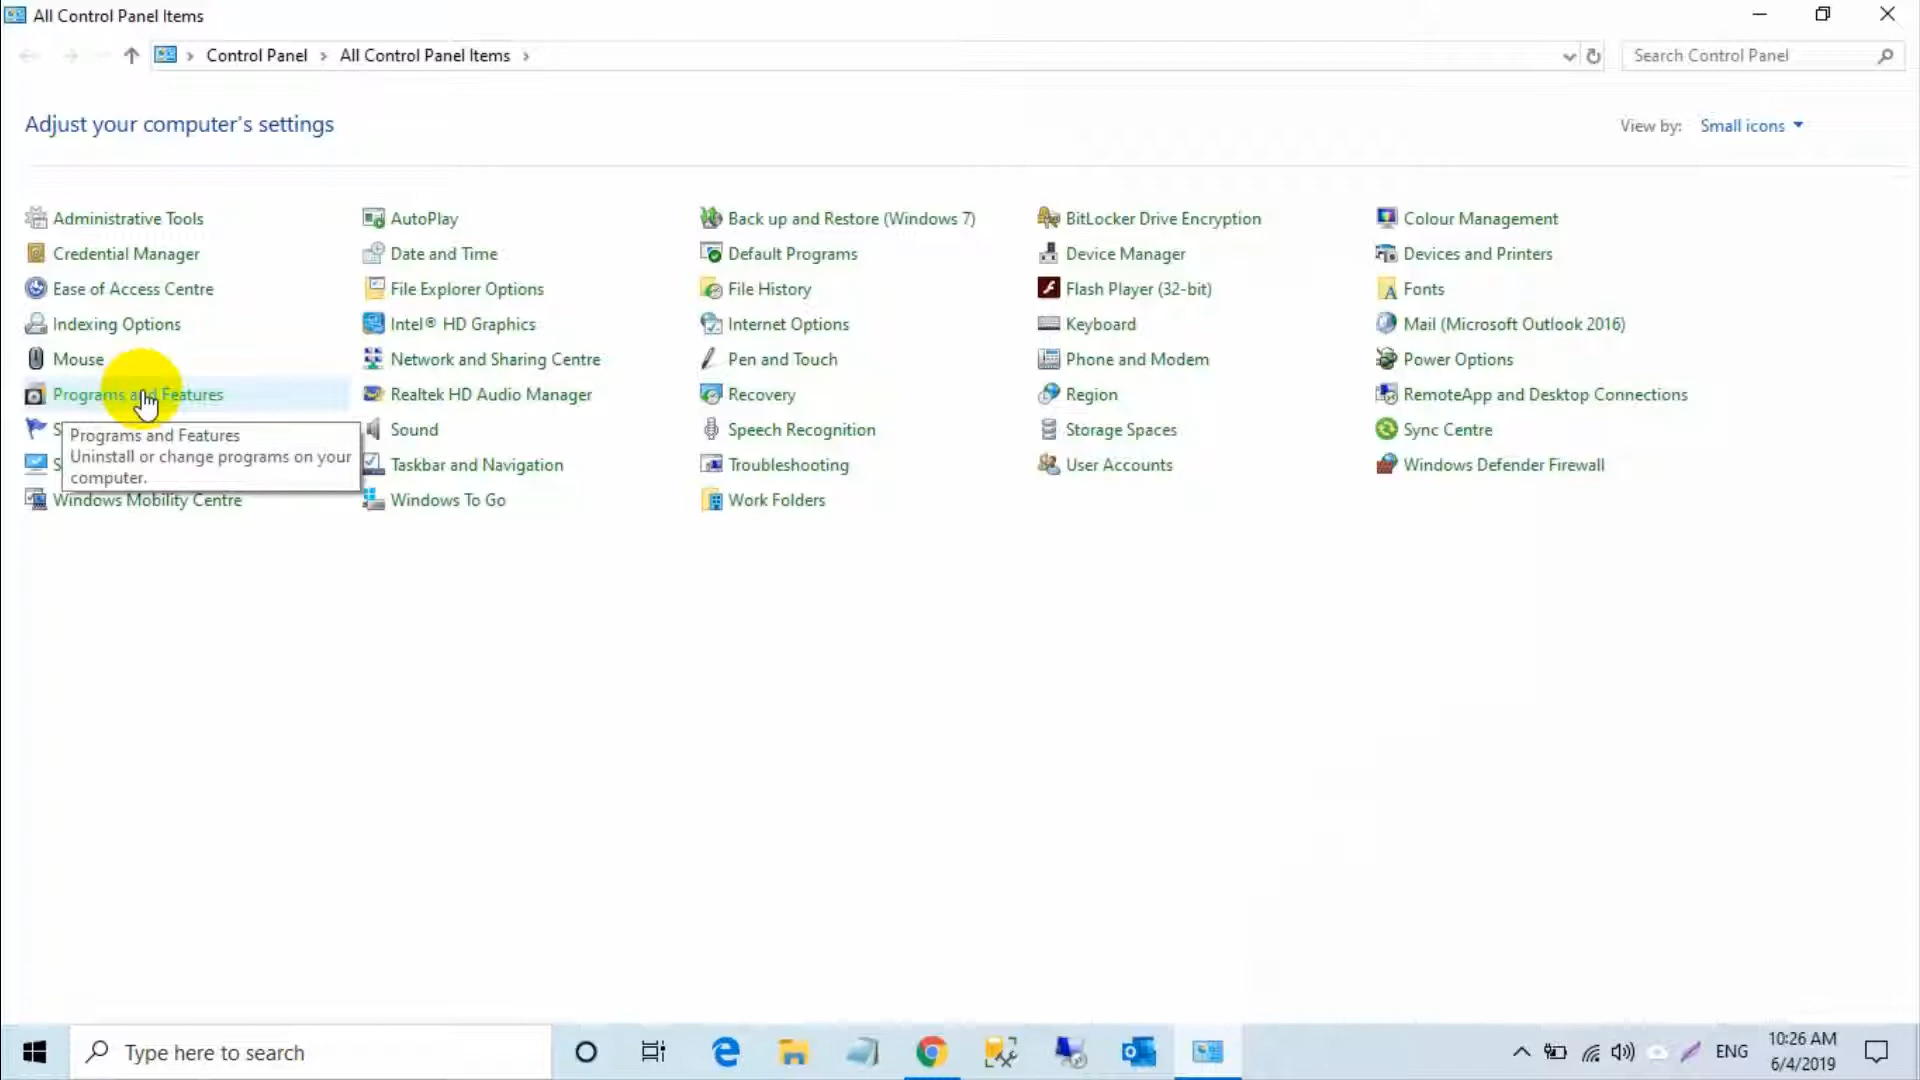 All Control Panel Items
Control Panel > All Control Panel Items >
Search Control Panel
Adjust your computer's settings
View by: Small icons
Administrative Tools
AutoPlay
Back up and Restore (Windows 7)
BitLocker Drive Encryption
Colour Management
Credential Manager
Date and Time
Default Programs
Device Manager
Devices and Printers
Ease of Access Centre
File Explorer Options
File History
Flash Player (32-bit)
Fonts
Indexing Options
Intel® HD Graphics
Internet Options
Keyboard
Mail (Microsoft Outlook 2016)
Mouse
Network and Sharing Centre
Pen and Touch
Phone and Modem
Power Options
Programs and Features
Realtek HD Audio Manager
Recovery
Region
RemoteApp and Desktop Connections
Programs and Features
Uninstall or change programs on your
computer.
Sound
Speech Recognition
Storage Spaces
Sync Centre
Taskbar and Navigation
Troubleshooting
User Accounts
Windows Defender Firewall
Windows Mobility Centre
Windows To Go
Work Folders
Type here to search
ENG
10:26 AM
6/4/2019